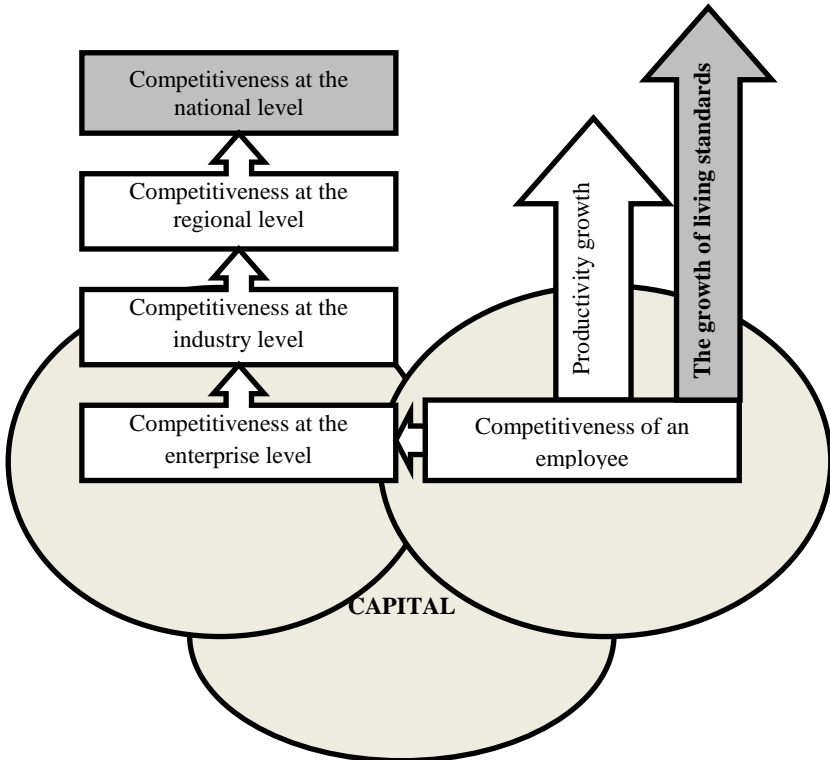 Competitiveness at the
national level
Competitiveness at the
regional level
Competitiveness at the
industry level
Competitiveness at the
enterprise level
Competitiveness of an
employee
Productivity growth
The growth of living standards
CAPITAL